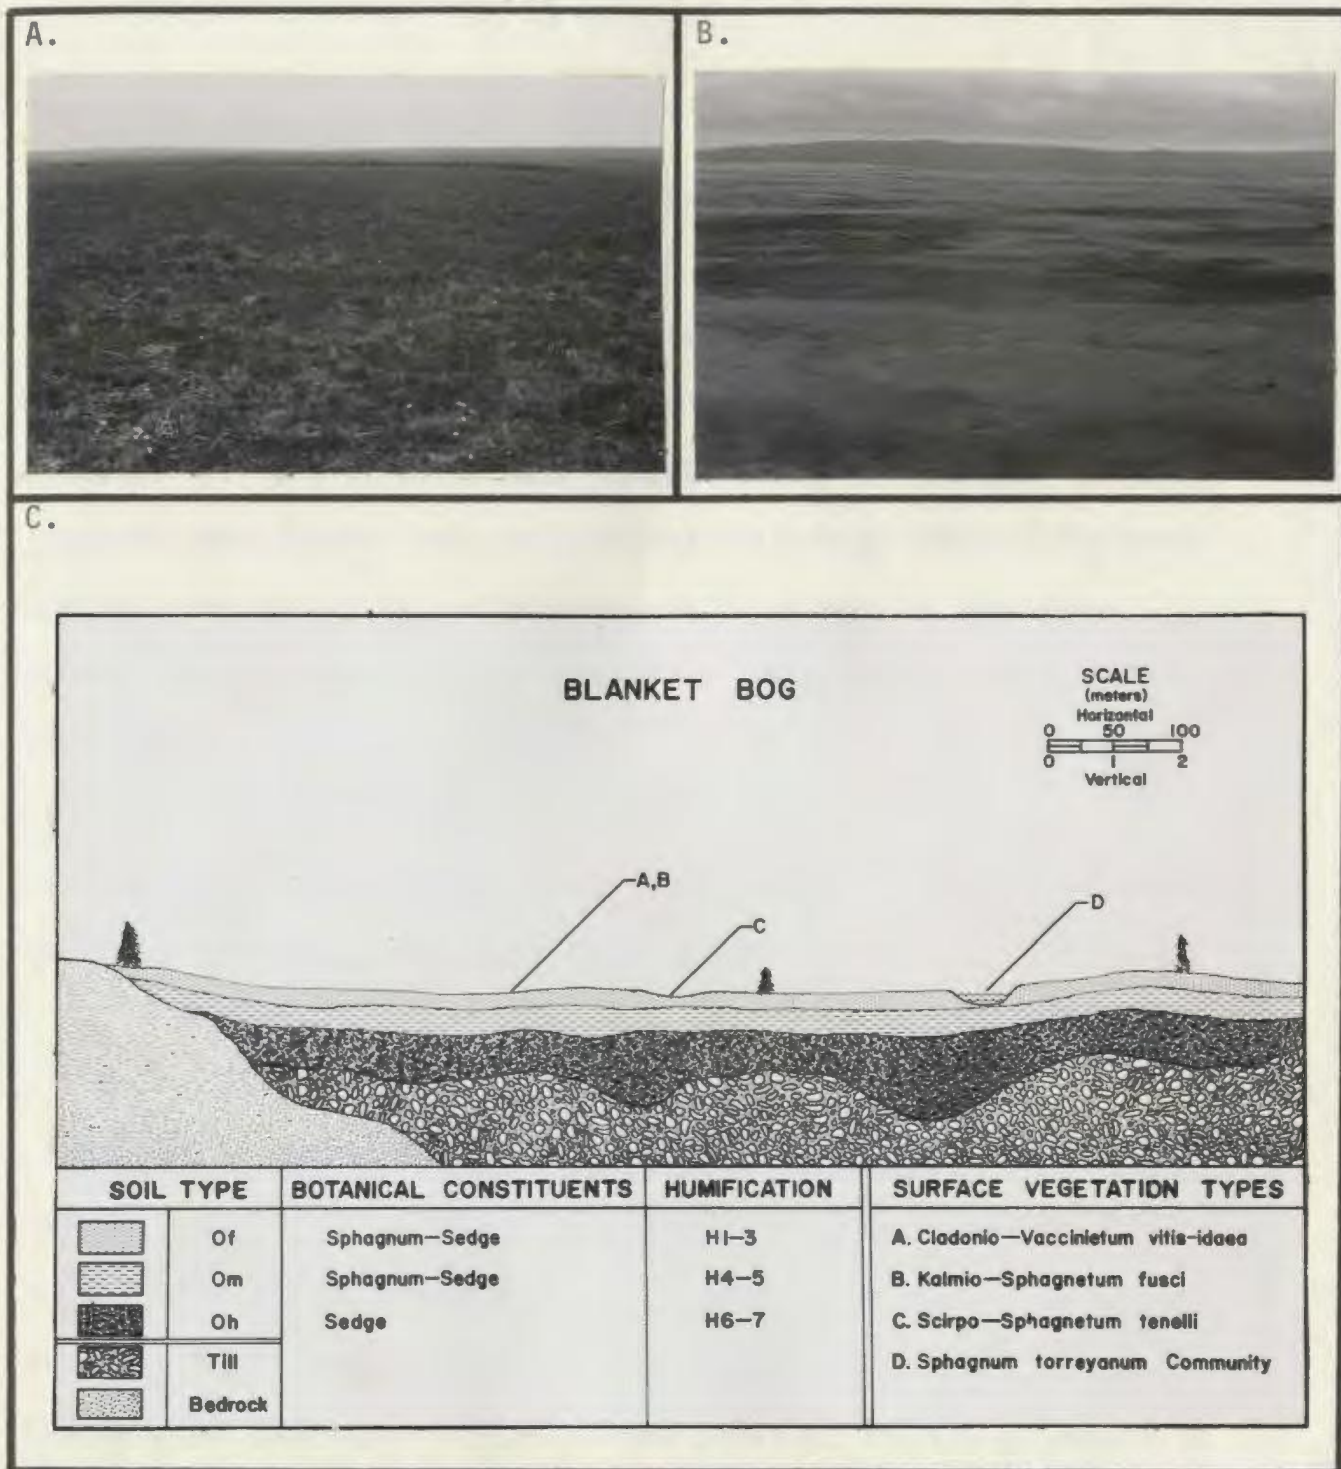 A.
B.
C.
BLANKET BOG
SCALE
(meters)
Horizontal
0 50 100
0 1 2
Vertical
A,B
C
D
SOIL TYPE BOTANICAL CONSTITUENTS HUMIFICATION SURFACE VEGETATION TYPES
Of Sphagnum—Sedge H1—3 A. Cladonio—Vaccinietum vitis-idaea
Om Sphagnum—Sedge H4—5 B. Kalmio—Sphagnetum fusci
Oh Sedge H6—7 C. Scirpo—Sphagnetum tenelli
Till D. Sphagnum torreyanum Community
Bedrock